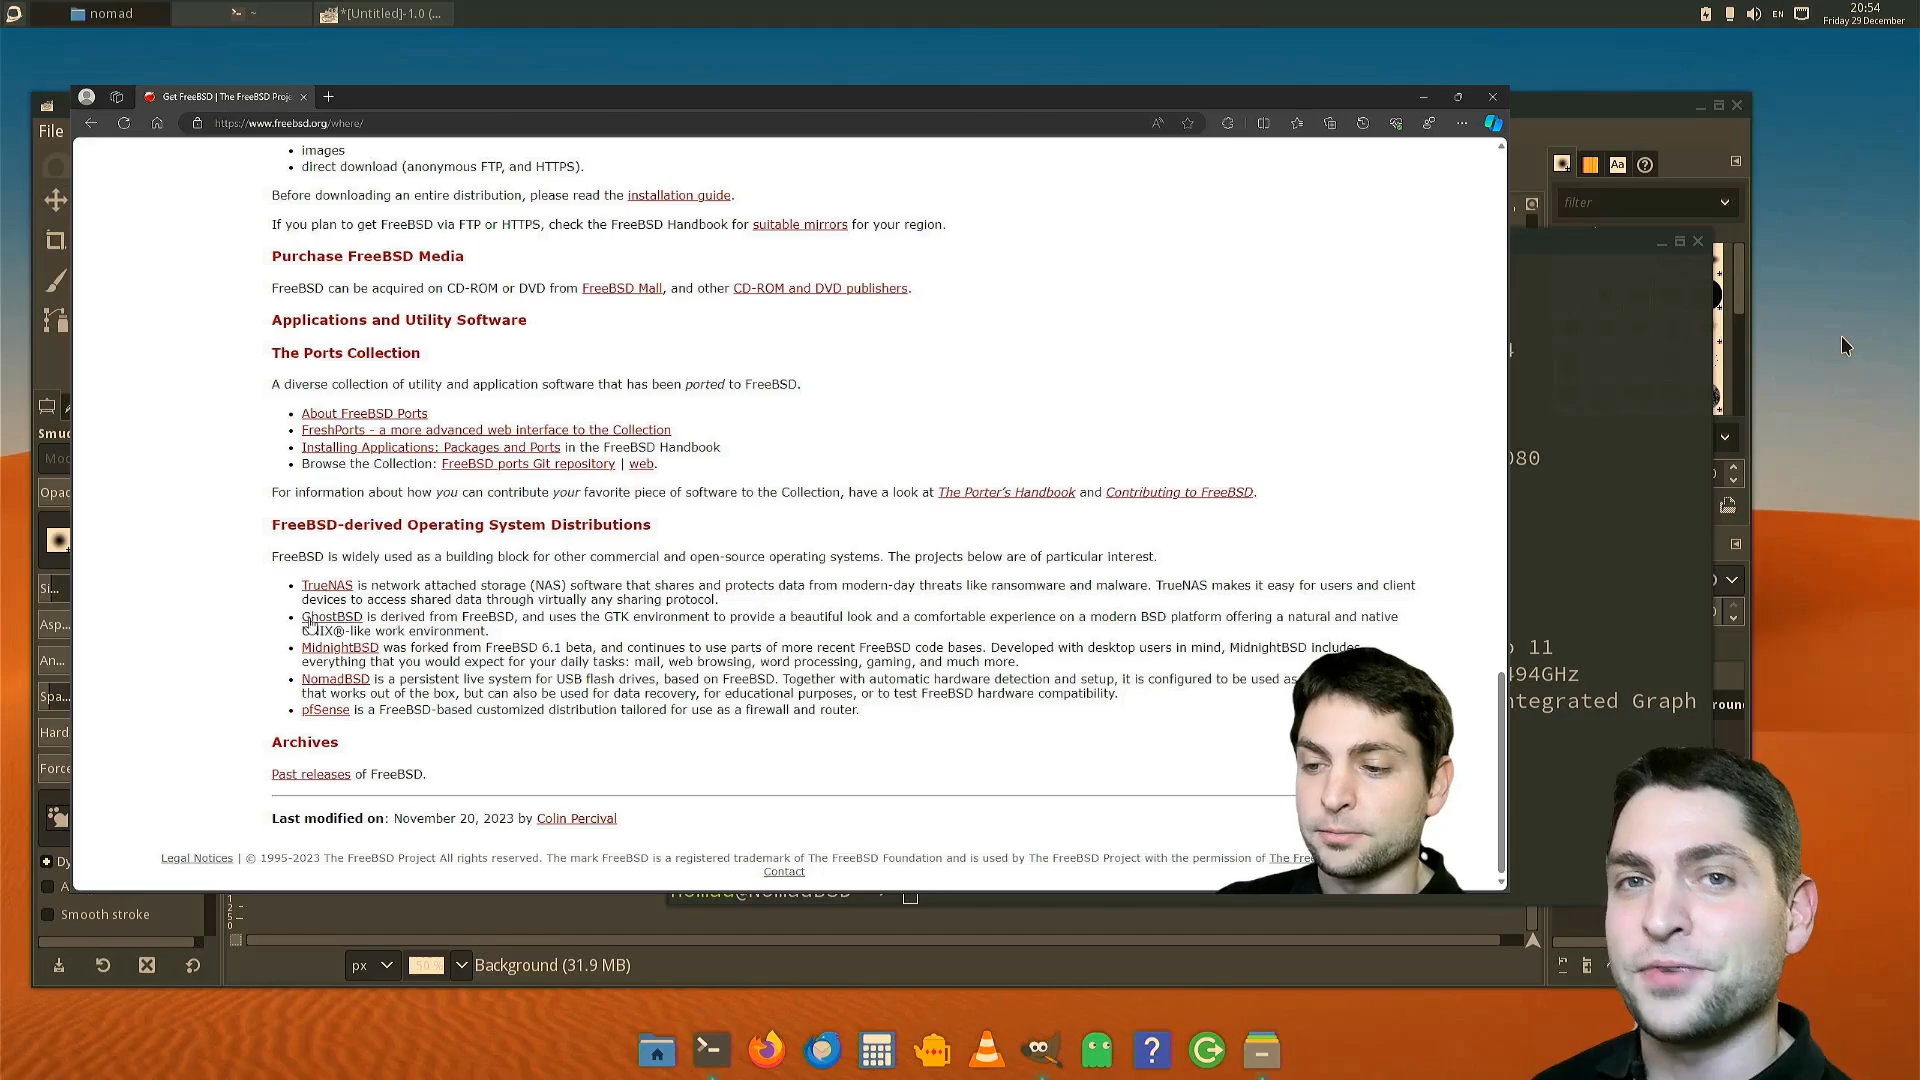 nomad
~
*[Untitled]-1.0 (...
EN
20:54
Friday 29 December
Get FreeBSD | The FreeBSD Proje
https://www.freebsd.org/where/
File
images
direct download (anonymous FTP, and HTTPS).
Before downloading an entire distribution, please read the installation guide.
If you plan to get FreeBSD via FTP or HTTPS, check the FreeBSD Handbook for suitable mirrors for your region.
Purchase FreeBSD Media
FreeBSD can be acquired on CD-ROM or DVD from FreeBSD Mall, and other CD-ROM and DVD publishers.
Applications and Utility Software
The Ports Collection
A diverse collection of utility and application software that has been ported to FreeBSD.
About FreeBSD Ports
FreshPorts - a more advanced web interface to the Collection
Installing Applications: Packages and Ports in the FreeBSD Handbook
Browse the Collection: FreeBSD ports Git repository | web.
For information about how you can contribute your favorite piece of software to the Collection, have a look at The Porter's Handbook and Contributing to FreeBSD.
FreeBSD-derived Operating System Distributions
FreeBSD is widely used as a building block for other commercial and open-source operating systems. The projects below are of particular interest.
TrueNAS is network attached storage (NAS) software that shares and protects data from modern-day threats like ransomware and malware. TrueNAS makes it easy for users and client
devices to access shared data through virtually any sharing protocol.
GhostBSD is derived from FreeBSD, and uses the GTK environment to provide a beautiful look and a comfortable experience on a modern BSD platform offering a natural and native
UNIX®-like work environment.
MidnightBSD was forked from FreeBSD 6.1 beta, and continues to use parts of more recent FreeBSD code bases. Developed with desktop users in mind, MidnightBSD includes
everything that you would expect for your daily tasks: mail, web browsing, word processing, gaming, and much more.
NomadBSD is a persistent live system for USB flash drives, based on FreeBSD. Together with automatic hardware detection and setup, it is configured to be used as
that works out of the box, but can also be used for data recovery, for educational purposes, or to test FreeBSD hardware compatibility.
pfSense is a FreeBSD-based customized distribution tailored for use as a firewall and router.
Archives
Past releases of FreeBSD.
Last modified on: November 20, 2023 by Colin Percival
Legal Notices | © 1995-2023 The FreeBSD Project All rights reserved. The mark FreeBSD is a registered trademark of The FreeBSD Foundation and is used by The FreeBSD Project with the permission of The Fre
Contact
Smud
Mod
Opac
Si...
Asp...
An...
Spa...
Hard
Force
Dy
A
Smooth stroke
px
50 %
Background (31.9 MB)
Aa
filter
4
080
o 11
494GHz
ntegrated Graph
roun